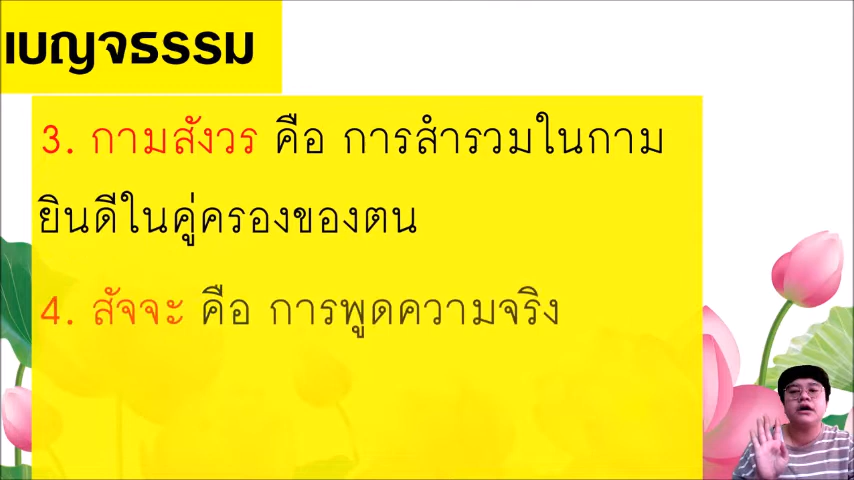 เบญจธรรม
3. กามสังวร คือ การสำรวมในกาม
ยินดีในคู่ครองของตน
4. สัจจะ คือ การพูดความจริง